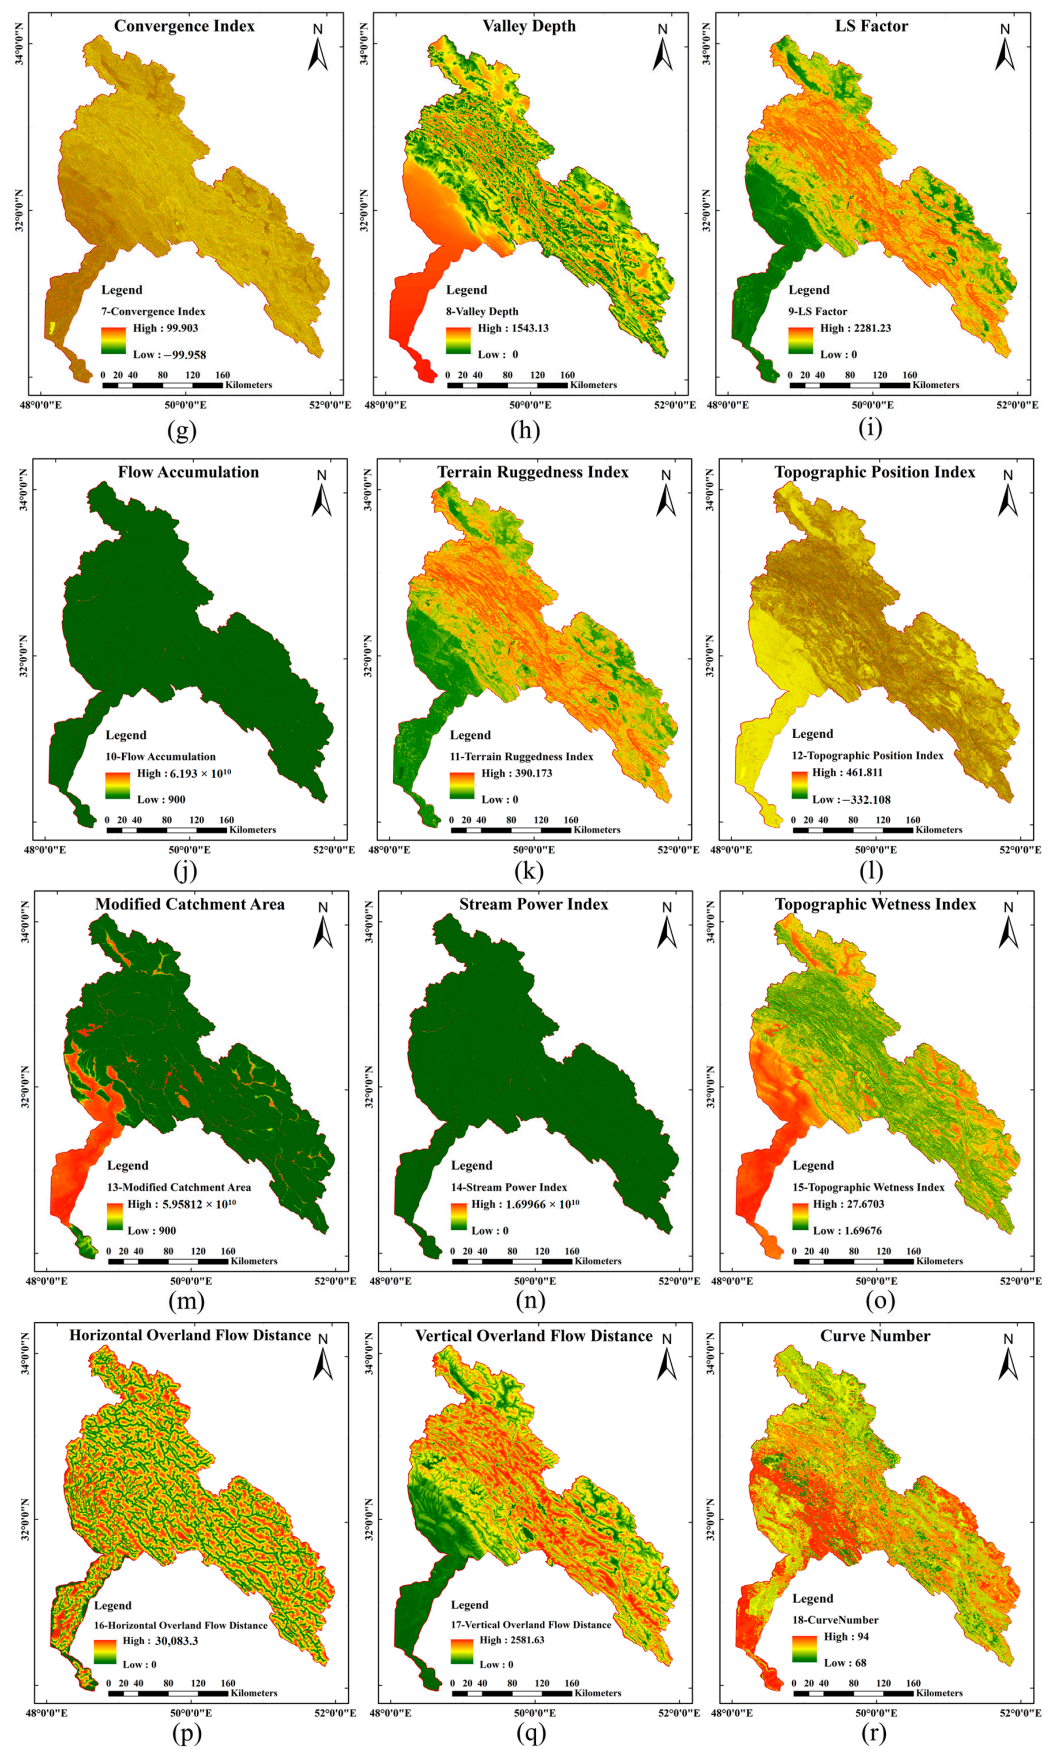 Convergence Index
N
34°0'0"N
32°0'0"N
Legend
7-Convergence Index
High : 99.903
Low : −99.958
0 20 40 80 120 160
Kilometers
48°0'0"E 50°0'0"E 52°0'0"E
(g)
Valley Depth
N
34°0'0"N
32°0'0"N
Legend
8-Valley Depth
High : 1543.13
Low : 0
0 20 40 80 120 160
Kilometers
48°0'0"E 50°0'0"E 52°0'0"E
(h)
LS Factor
N
34°0'0"N
32°0'0"N
Legend
9-LS Factor
High : 2281.23
Low : 0
0 20 40 80 120 160
Kilometers
48°0'0"E 50°0'0"E 52°0'0"E
(i)
Flow Accumulation
N
34°0'0"N
32°0'0"N
Legend
10-Flow Accumulation
High : 6.193 × 10¹⁰
Low : 900
0 20 40 80 120 160
Kilometers
48°0'0"E 50°0'0"E 52°0'0"E
(j)
Terrain Ruggedness Index
N
34°0'0"N
32°0'0"N
Legend
11-Terrain Ruggedness Index
High : 390.173
Low : 0
0 20 40 80 120 160
Kilometers
48°0'0"E 50°0'0"E 52°0'0"E
(k)
Topographic Position Index
N
34°0'0"N
32°0'0"N
Legend
12-Topographic Position Index
High : 461.811
Low : −332.108
0 20 40 80 120 160
Kilometers
48°0'0"E 50°0'0"E 52°0'0"E
(l)
Modified Catchment Area
N
34°0'0"N
32°0'0"N
Legend
13-Modified Catchment Area
High : 5.95812 × 10¹⁰
Low : 900
0 20 40 80 120 160
Kilometers
48°0'0"E 50°0'0"E 52°0'0"E
(m)
Stream Power Index
N
34°0'0"N
32°0'0"N
Legend
14-Stream Power Index
High : 1.69966 × 10¹⁰
Low : 0
0 20 40 80 120 160
Kilometers
48°0'0"E 50°0'0"E 52°0'0"E
(n)
Topographic Wetness Index
N
34°0'0"N
32°0'0"N
Legend
15-Topographic Wetness Index
High : 27.6703
Low : 1.69676
0 20 40 80 120 160
Kilometers
48°0'0"E 50°0'0"E 52°0'0"E
(o)
Horizontal Overland Flow Distance
N
34°0'0"N
32°0'0"N
Legend
16-Horizontal Overland Flow Distance
High : 30,083.3
Low : 0
0 20 40 80 120 160
Kilometers
48°0'0"E 50°0'0"E 52°0'0"E
(p)
Vertical Overland Flow Distance
N
34°0'0"N
32°0'0"N
Legend
17-Vertical Overland Flow Distance
High : 2581.63
Low : 0
0 20 40 80 120 160
Kilometers
48°0'0"E 50°0'0"E 52°0'0"E
(q)
Curve Number
N
34°0'0"N
32°0'0"N
Legend
18-CurveNumber
High : 94
Low : 68
0 20 40 80 120 160
Kilometers
48°0'0"E 50°0'0"E 52°0'0"E
(r)